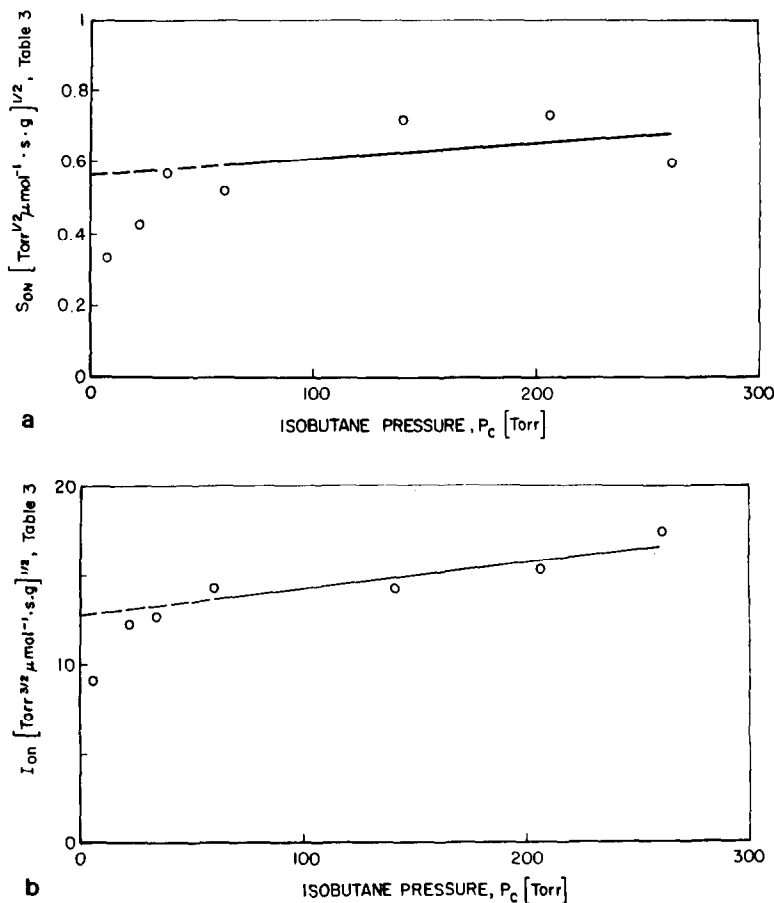 1
0.8
0.6
0.4
0.2
0
S_ON [Torr^1/2 μmol^-1 · s · g]^1/2, Table 3
0 100 200 300
a ISOBUTANE PRESSURE, P_C [Torr]
20
10
0
I_on [Torr^3/2 μmol^-1 · s . g]^1/2, Table 3
0 100 200 300
b ISOBUTANE PRESSURE, P_C [Torr]